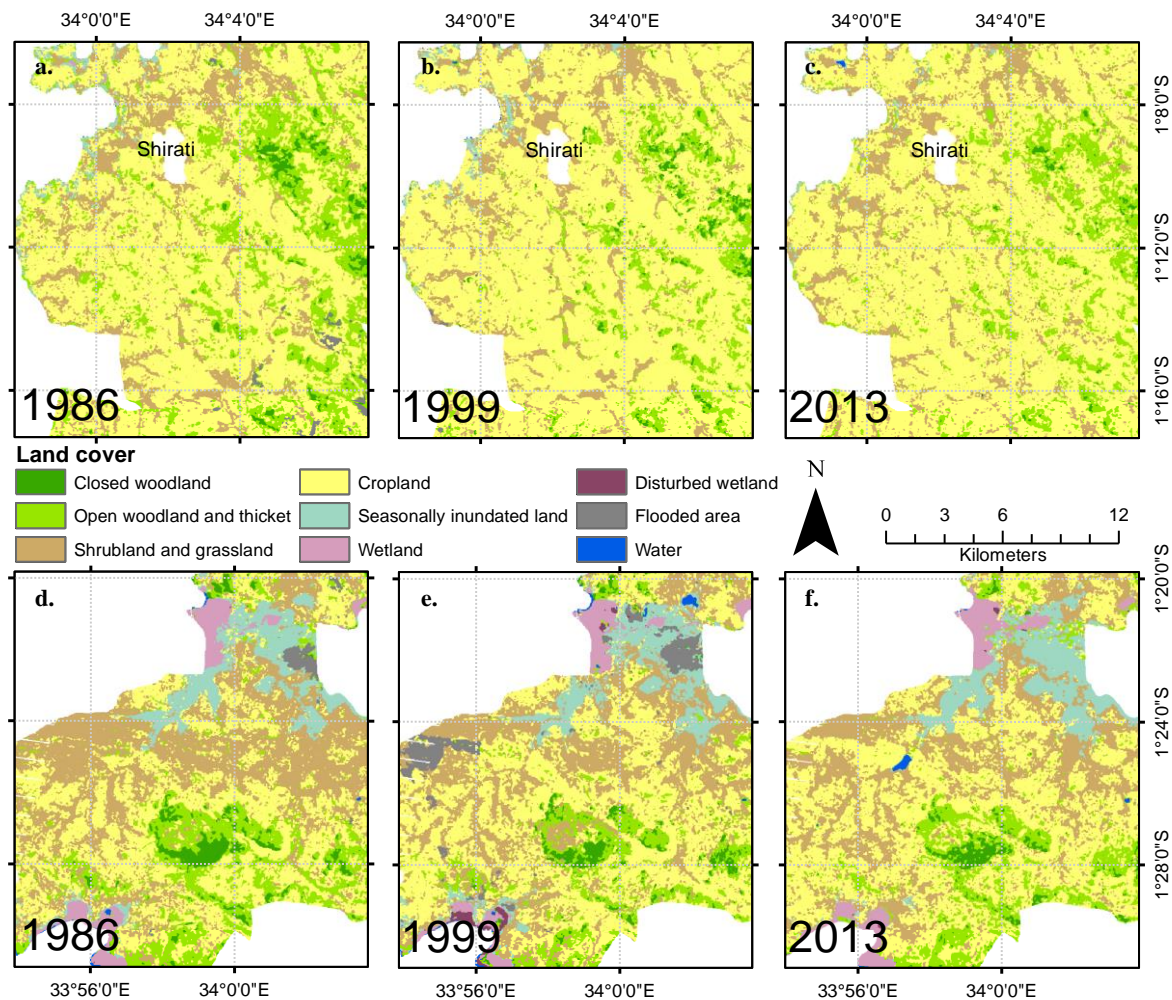 34°0'0"E 34°4'0"E 34°0'0"E 34°4'0"E 34°0'0"E 34°4'0"E
a. b. c.
1°8'0"S
Shirati Shirati Shirati
1°12'0"S
1°16'0"S
1986 1999 2013
Land cover
Closed woodland Cropland Disturbed wetland
Open woodland and thicket Seasonally inundated land Flooded area
Shrubland and grassland Wetland Water
N
0 3 6 12
Kilometers
1°20'0"S
d. e. f.
1°24'0"S
1°28'0"S
1986 1999 2013
33°56'0"E 34°0'0"E 33°56'0"E 34°0'0"E 33°56'0"E 34°0'0"E